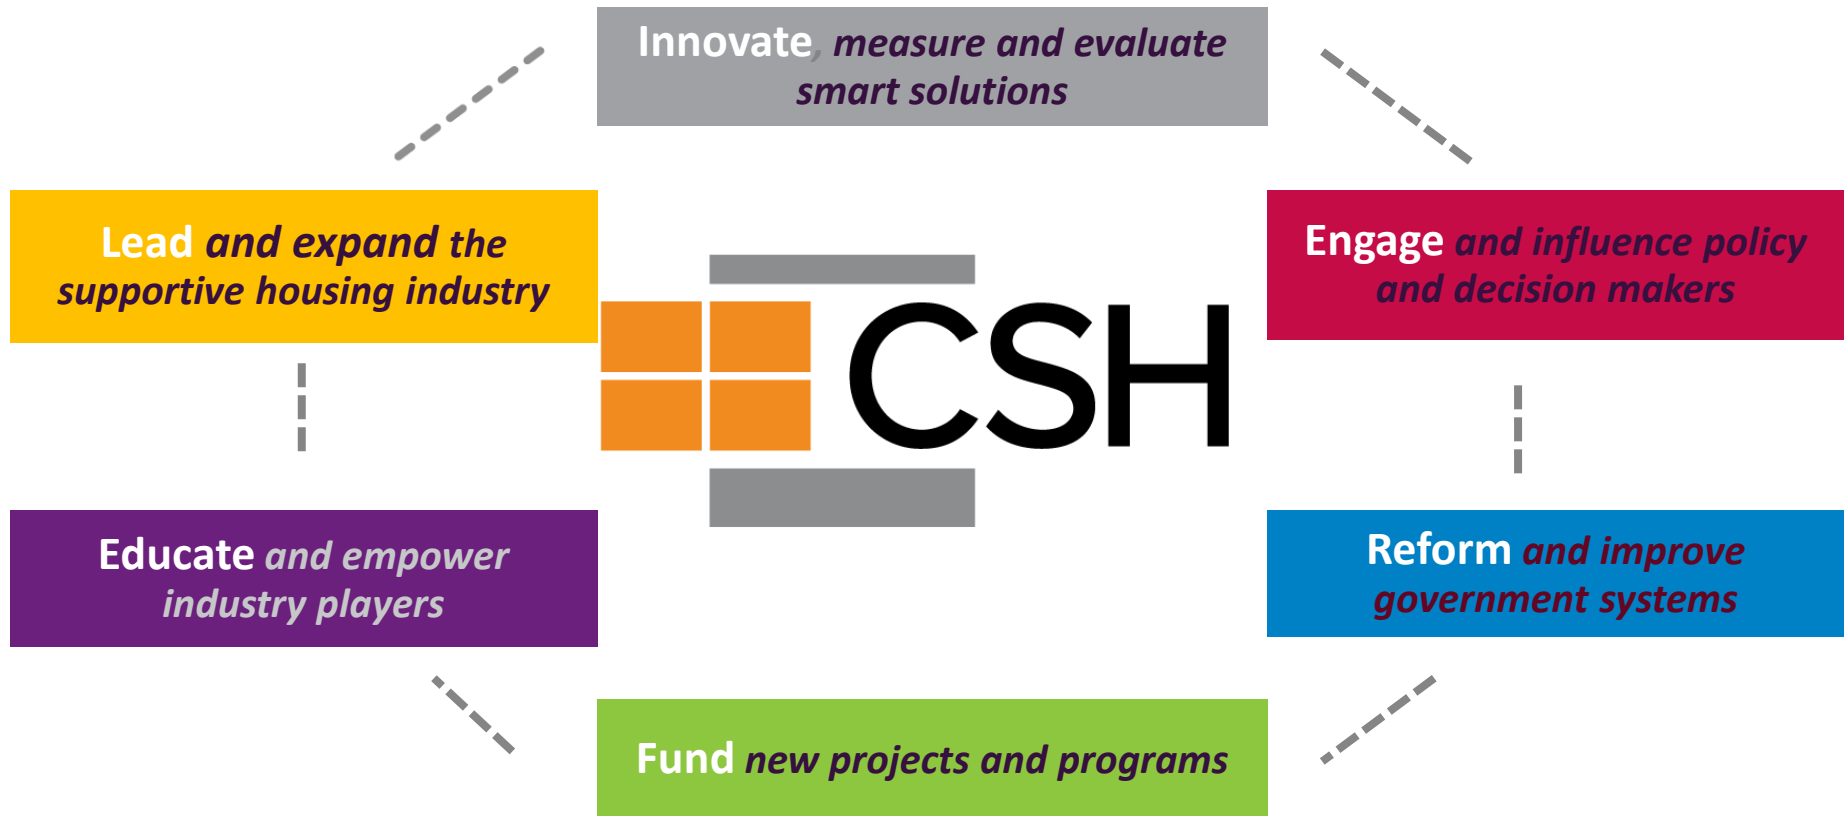 Innovate, measure and evaluate
smart solutions
Lead and expand the
supportive housing industry
Engage and influence policy
and decision makers
CSH
Educate and empower
industry players
Reform and improve
government systems
Fund new projects and programs